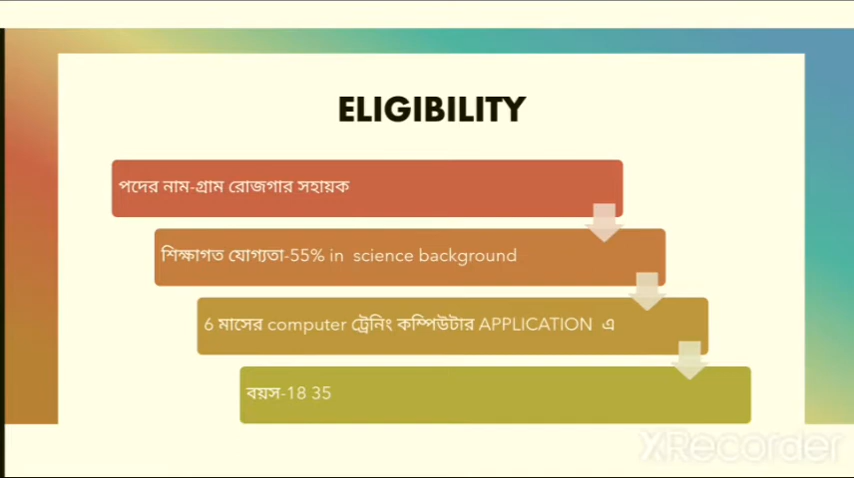 ELIGIBILITY
পদের নাম-গ্রাম রোজগার সহায়ক
শিক্ষাগত যোগ্যতা-55% in science background
6 মাসের computer ট্রেনিং কম্পিউটার APPLICATION এ
বয়স-18 35
XRecorder